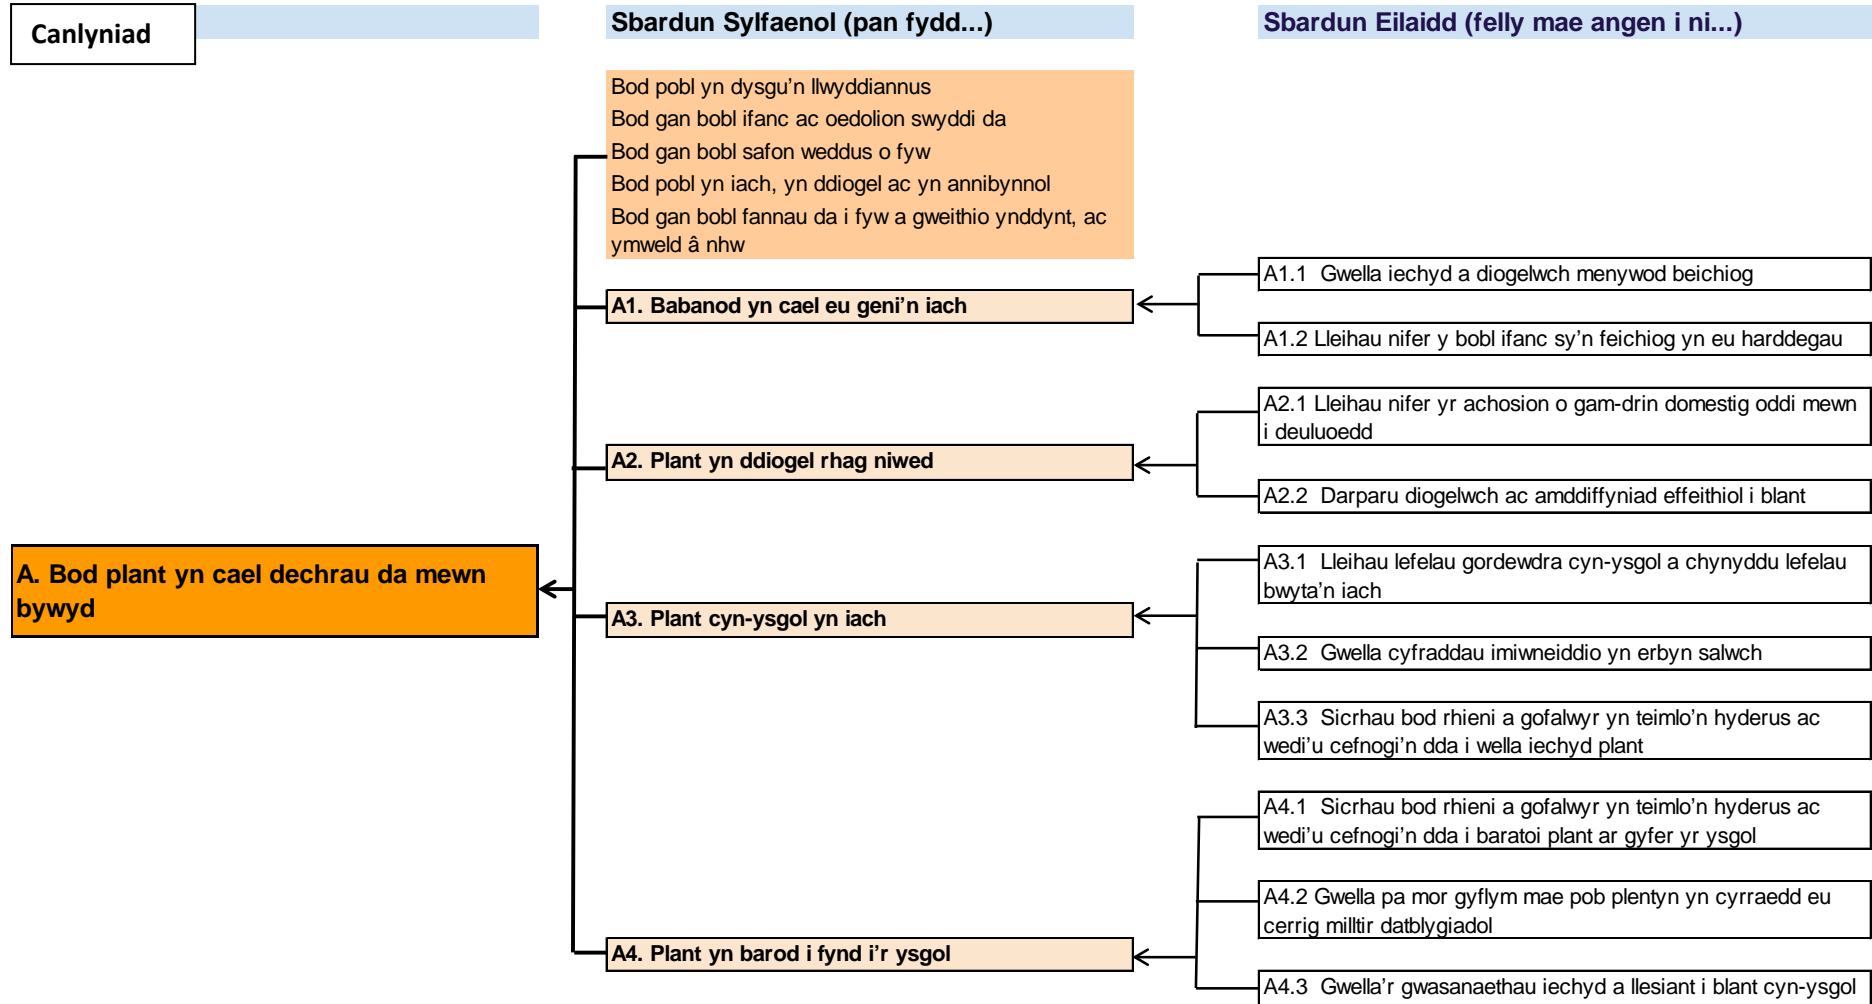 Canlyniad
Sbardun Sylfaenol (pan fydd...)
Sbardun Eilaidd (felly mae angen i ni...)
Bod pobl yn dysgu’n llwyddiannus
Bod gan bobl ifanc ac oedolion swyddi da
Bod gan bobl safon weddus o fyw
Bod pobl yn iach, yn ddiogel ac yn annibynnol
Bod gan bobl fannau da i fyw a gweithio ynddynt, ac
ymweld â nhw
A. Bod plant yn cael dechrau da mewn
bywyd
A1. Babanod yn cael eu geni’n iach
A1.1 Gwella iechyd a diogelwch menywod beichiog
A1.2 Lleihau nifer y bobl ifanc sy’n feichiog yn eu harddegau
A2. Plant yn ddiogel rhag niwed
A2.1 Lleihau nifer yr achosion o gam-drin domestig oddi mewn
i deuluoedd
A2.2 Darparu diogelwch ac amddiffyniad effeithiol i blant
A3. Plant cyn-ysgol yn iach
A3.1 Lleihau lefelau gordewdra cyn-ysgol a chynyddu lefelau
bwyta’n iach
A3.2 Gwella cyfraddau imiwneiddio yn erbyn salwch
A3.3 Sicrhau bod rhieni a gofalwyr yn teimlo’n hyderus ac
wedi’u cefnogi’n dda i wella iechyd plant
A4. Plant yn barod i fynd i’r ysgol
A4.1 Sicrhau bod rhieni a gofalwyr yn teimlo’n hyderus ac
wedi’u cefnogi’n dda i baratoi plant ar gyfer yr ysgol
A4.2 Gwella pa mor gyflym mae pob plentyn yn cyrraedd eu
cerrig milltir datblygiadol
A4.3 Gwella’r gwasanaethau iechyd a llesiant i blant cyn-ysgol